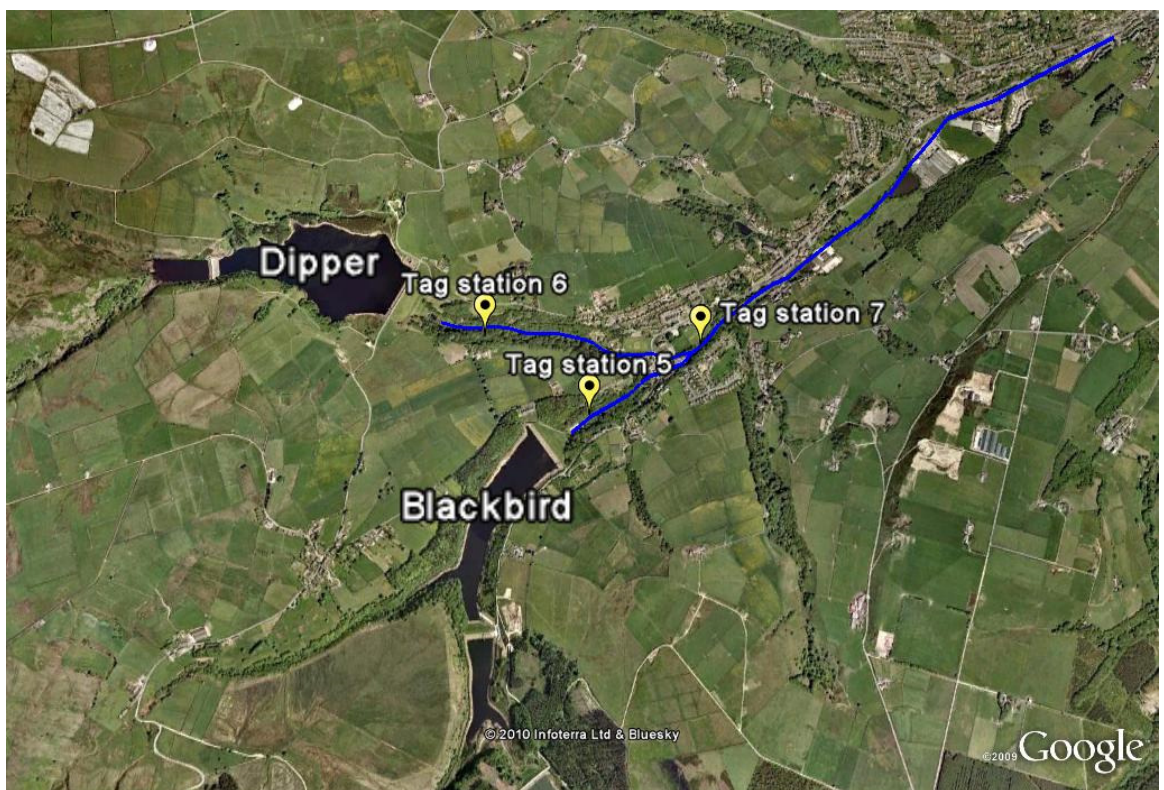 Dipper
Tag station 6
Tag station 7
Tag station 5
Blackbird
© 2010 Infoterra Ltd & Bluesky
©2009 Google